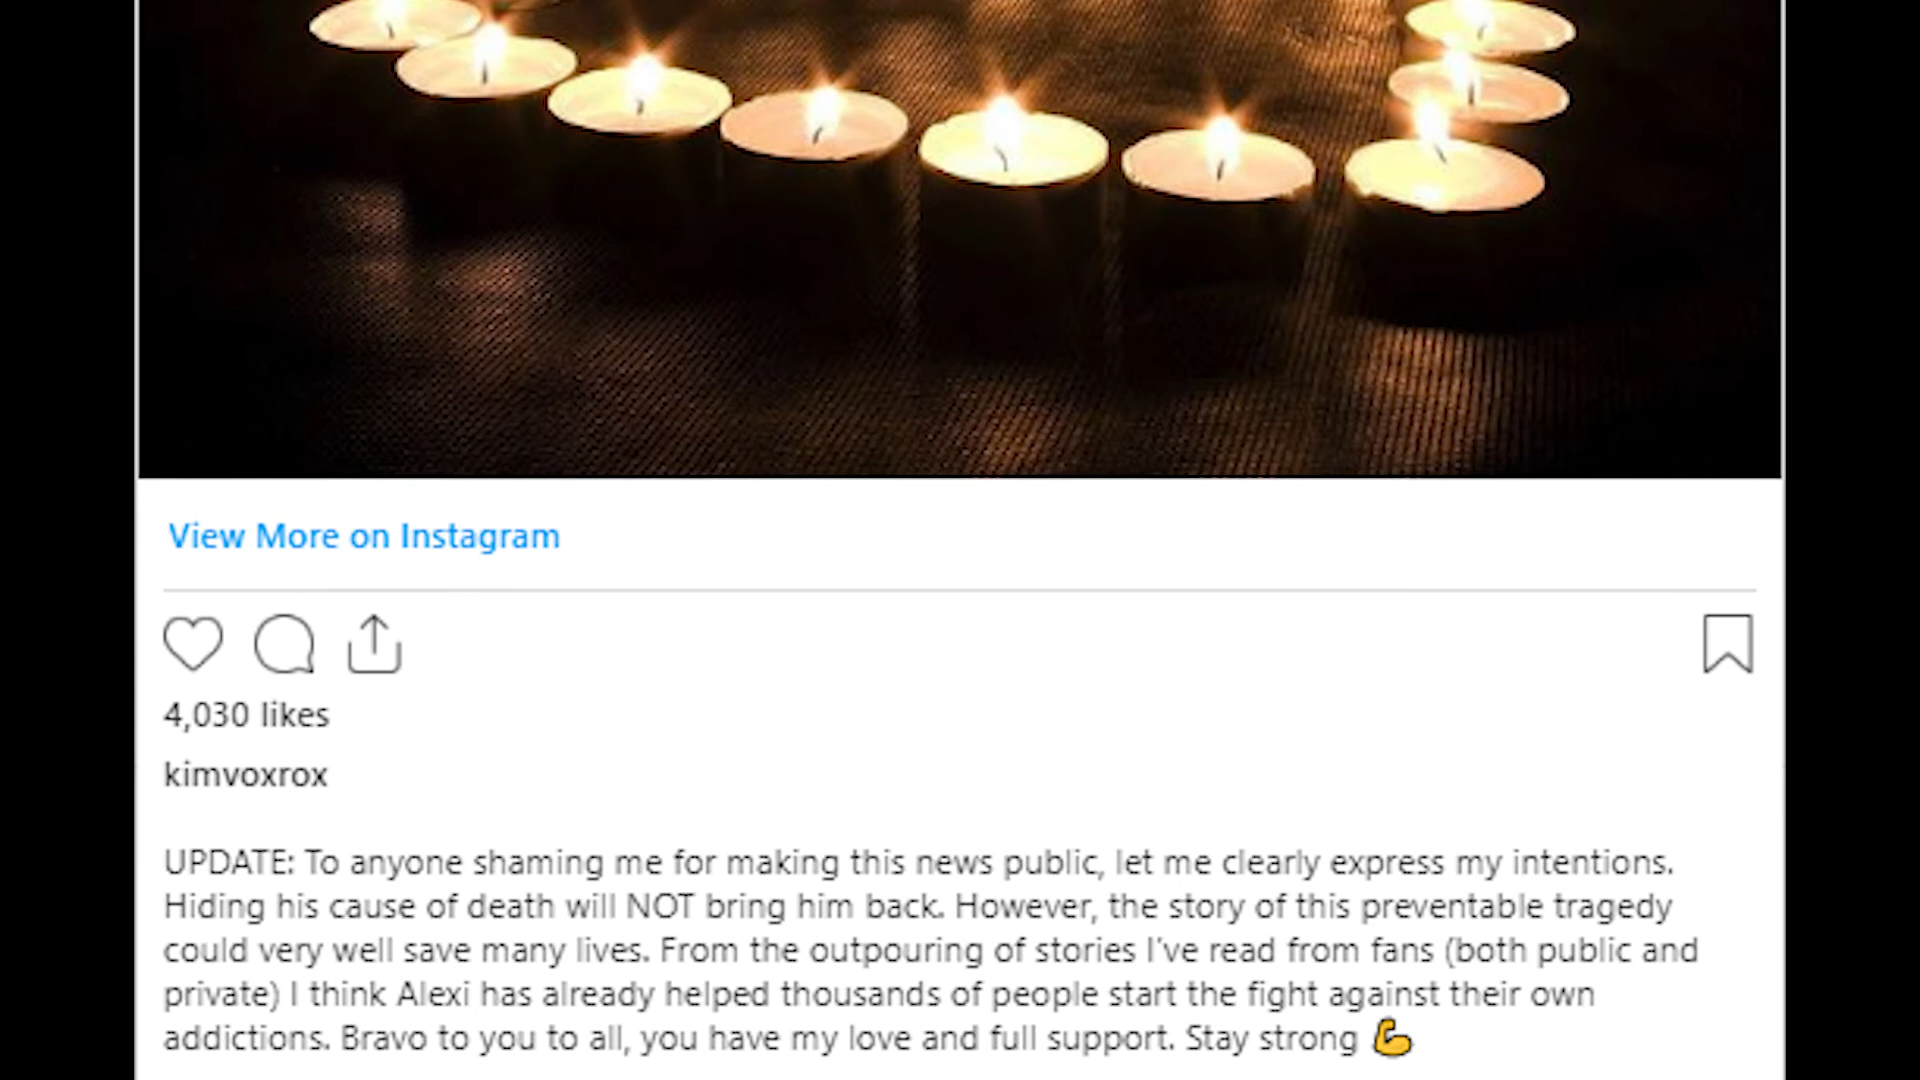 View More on Instagram
4,030 likes
kimvoxrox
UPDATE: To anyone shaming me for making this news public, let me clearly express my intentions.
Hiding his cause of death will NOT bring him back. However, the story of this preventable tragedy
could very well save many lives. From the outpouring of stories I've read from fans (both public and
private) I think Alexi has already helped thousands of people start the fight against their own
addictions. Bravo to you to all, you have my love and full support. Stay strong 💪